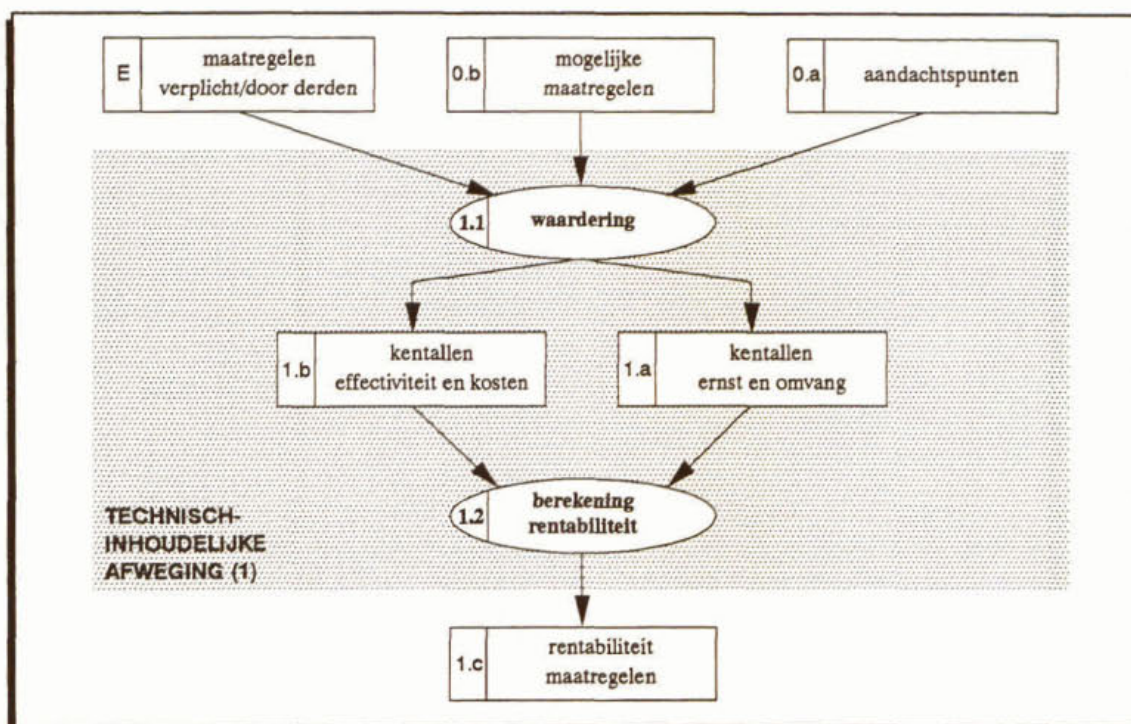 E
maatregelen
verplicht/door derden
0.b
mogelijke
maatregelen
0.a
aandachtspunten
1.1
waardering
1.b
kentallen
effectiviteit en kosten
1.a
kentallen
ernst en omvang
1.2
berekening
rentabiliteit
TECHNISCH-
INHOUDELIJKE
AFWEGING (1)
1.c
rentabiliteit
maatregelen